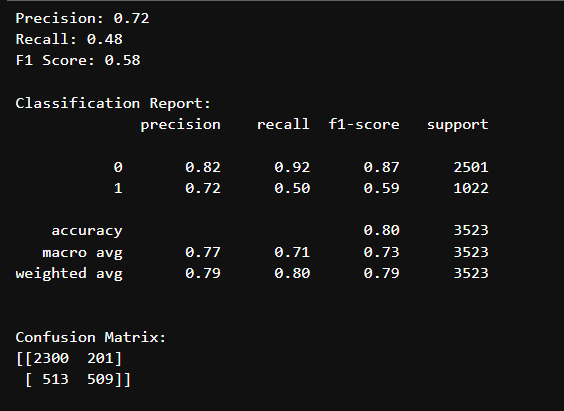 Precision: 0.72
Recall: 0.48
F1 Score: 0.58
Classification Report:
precision recall f1-score support
0 0.82 0.92 0.87 2501
1 0.72 0.50 0.59 1022
accuracy 0.80 3523
macro avg 0.77 0.71 0.73 3523
weighted avg 0.79 0.80 0.79 3523
Confusion Matrix:
[[2300 201]
[ 513 509]]